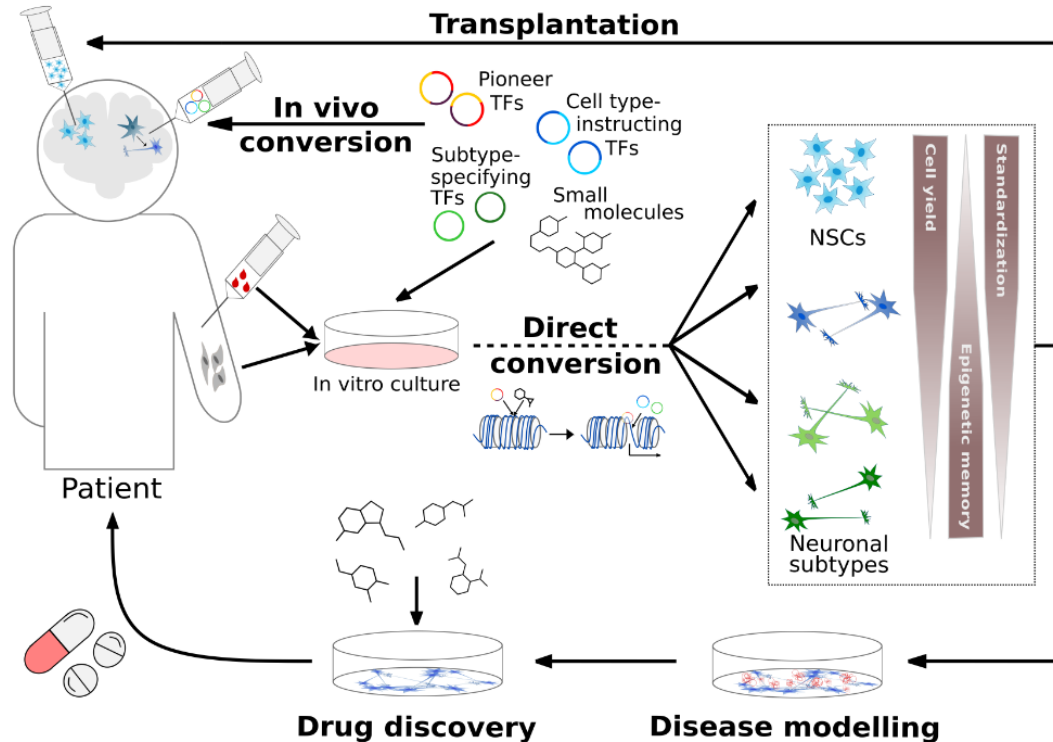 Transplantation
In vivo
conversion
Pioneer
TFs
Cell type-
instructing
TFs
Subtype-
specifying
TFs
Small
molecules
In vitro culture
Direct
conversion
NSCs
Neuronal
subtypes
Cell yield
Epigenetic memory
Standardization
Patient
Drug discovery
Disease modelling